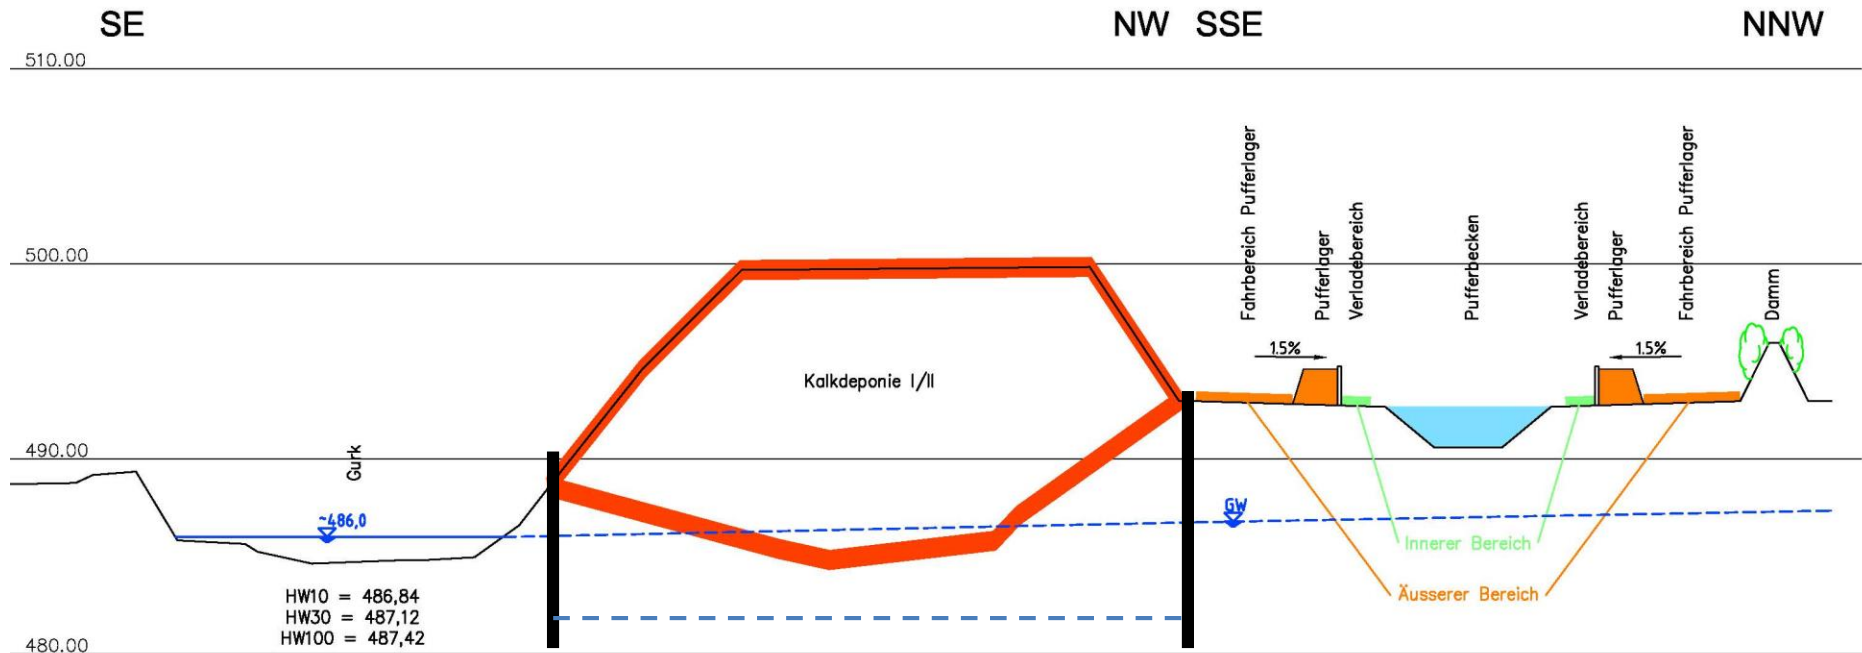 SE
NW
SSE
NNW
510.00
500.00
490.00
480.00
Gurk
~486,0
HW10 = 486,84
HW30 = 487,12
HW100 = 487,42
Kalkdeponie I/II
Fahrbereich Pufferlager
Pufferlager
Verladebereich
Pufferbecken
Verladebereich
Pufferlager
Fahrbereich Pufferlager
Damm
1.5%
1.5%
GW
Innerer Bereich
Äusserer Bereich